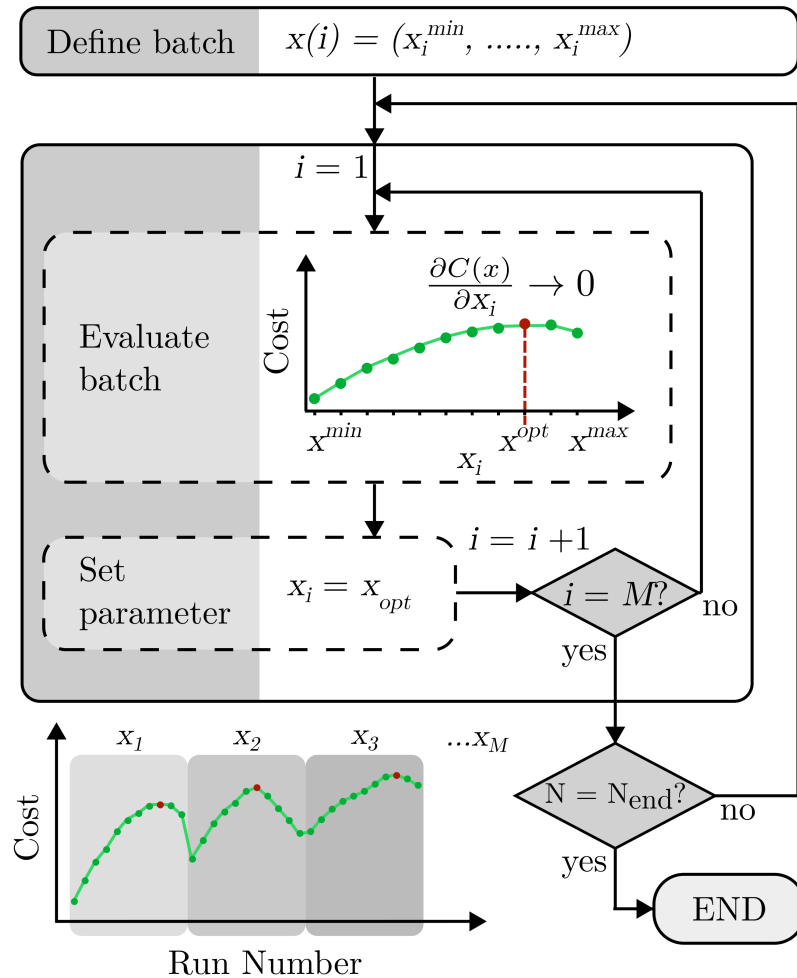 Define batch x(i) = (x_i^min, ....., x_i^max)
i = 1
∂C(x)/∂x_i → 0
Cost
Evaluate
batch
x^min x^opt x^max
x_i
i = i +1
Set
parameter
x_i = x_opt
i = M?
no
yes
x_1 x_2 x_3 ...x_M
Cost
N = N_end?
no
yes
END
Run Number